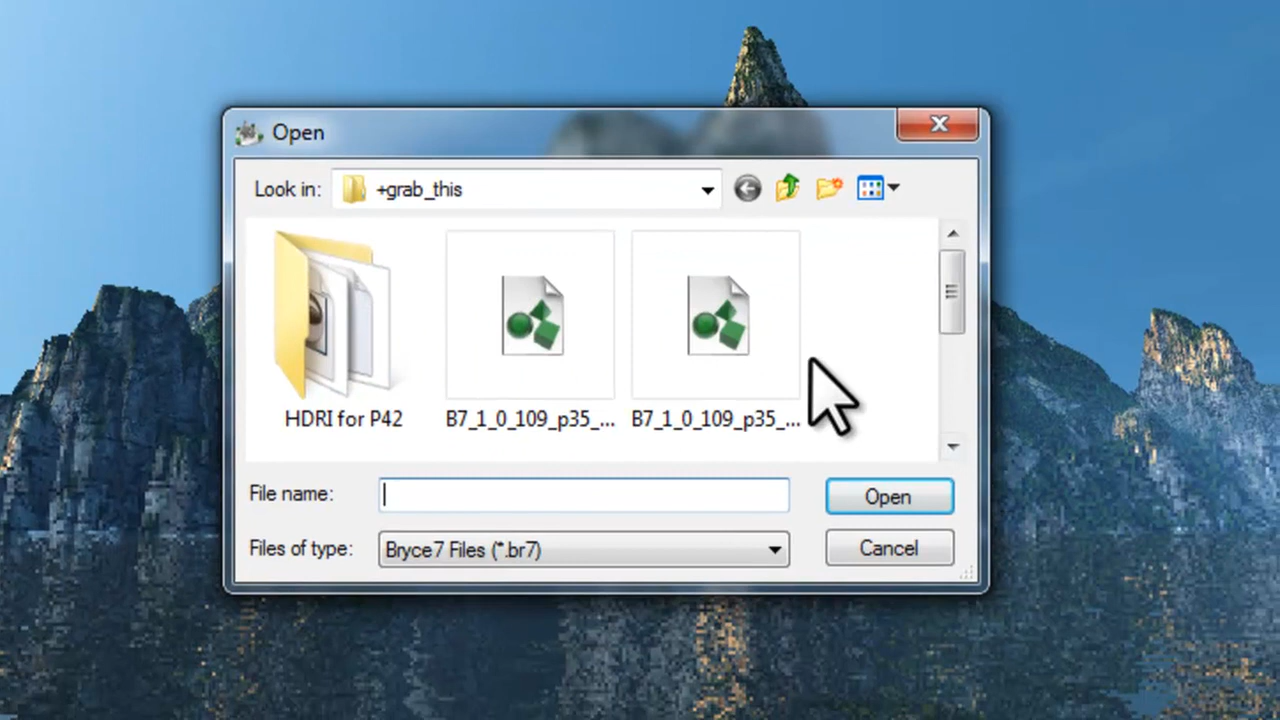 Open
Look in: +grab_this
HDRI for P42 B7_1_0_109_p35_... B7_1_0_109_p35_...
File name: Open
Files of type: Bryce7 Files (*.br7) Cancel